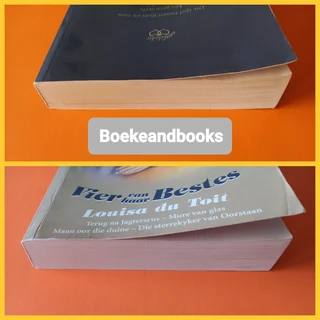 Boekeandbooks
Vier van haar Bestes
Louisa du Toit
Terug na Jagtersrus – Mure van glas
Maan oor die duine – Die sterrekyker van Oorstaan